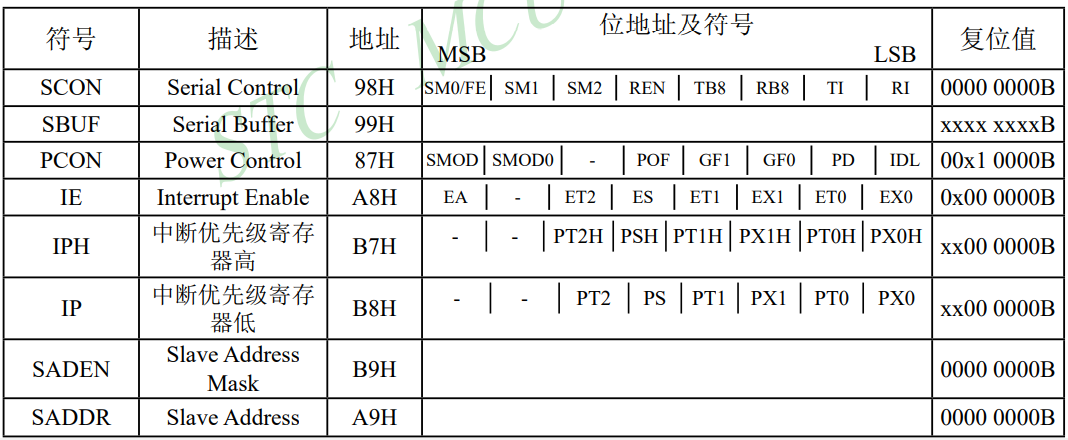 符号 描述 地址 位地址及符号 复位值
MSB LSB
SCON Serial Control 98H SM0/FE SM1 SM2 REN TB8 RB8 TI RI 0000 0000B
SBUF Serial Buffer 99H xxxx xxxxB
PCON Power Control 87H SMOD SMOD0 - POF GF1 GF0 PD IDL 00x1 0000B
IE Interrupt Enable A8H EA - ET2 ES ET1 EX1 ET0 EX0 0x00 0000B
IPH 中断优先级寄存 B7H - - PT2H PSH PT1H PX1H PT0H PX0H xx00 0000B
器高
IP 中断优先级寄存 B8H - - PT2 PS PT1 PX1 PT0 PX0 xx00 0000B
器低
SADEN Slave Address B9H 0000 0000B
Mask
SADDR Slave Address A9H 0000 0000B
STC MCU